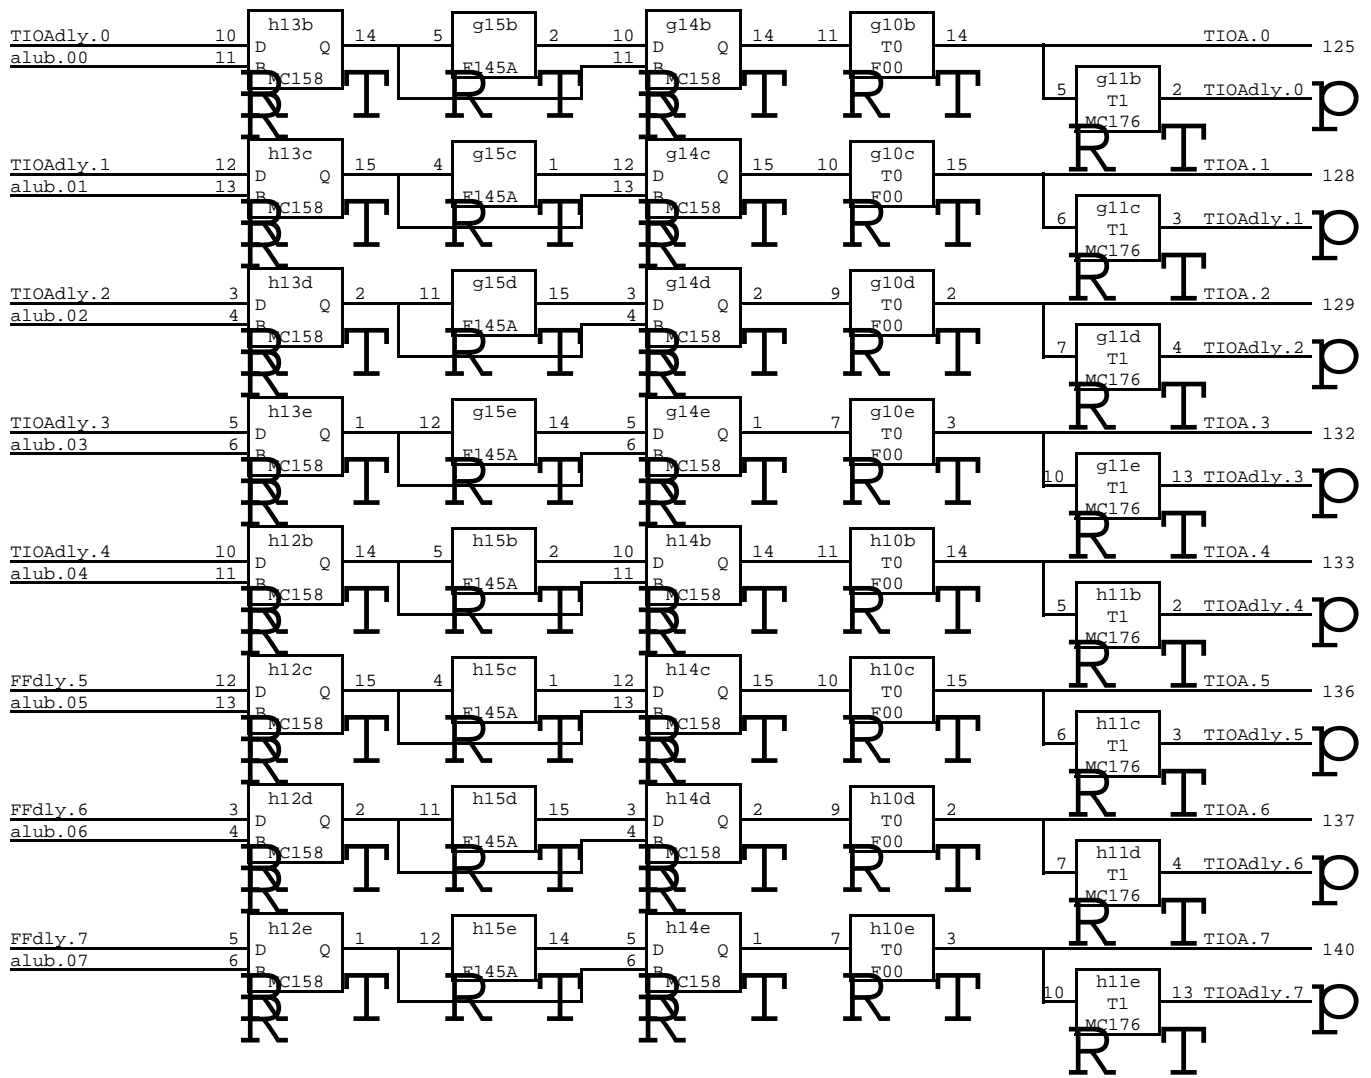 h13b g15b g14b g10b
TIOAdly.0 10 D Q 14 5 2 10 D Q 14 11 T0 14 TIOA.0 125
alub.00 11 B MC158 F145A 11 B MC158 F00
R R T R T R R T R T
g11b
5 T1 2 TIOAdly.0 p
MC176
R T
h13c g15c g14c g10c
TIOAdly.1 12 D Q 15 4 1 12 D Q 15 10 T0 15 TIOA.1 128
alub.01 13 B MC158 F145A 13 B MC158 F00
R R T R T R R T R T
g11c
6 T1 3 TIOAdly.1 p
MC176
R T
h13d g15d g14d g10d
TIOAdly.2 3 D Q 2 11 15 3 D Q 2 9 T0 2 TIOA.2 129
alub.02 4 B MC158 F145A 4 B MC158 F00
R R T R T R R T R T
g11d
7 T1 4 TIOAdly.2 p
MC176
R T
h13e g15e g14e g10e
TIOAdly.3 5 D Q 1 12 14 5 D Q 1 7 T0 3 TIOA.3 132
alub.03 6 B MC158 F145A 6 B MC158 F00
R R T R T R R T R T
g11e
10 T1 13 TIOAdly.3 p
MC176
R T
h12b h15b h14b h10b
TIOAdly.4 10 D Q 14 5 2 10 D Q 14 11 T0 14 TIOA.4 133
alub.04 11 B MC158 F145A 11 B MC158 F00
R R T R T R R T R T
h11b
5 T1 2 TIOAdly.4 p
MC176
R T
h12c h15c h14c h10c
FFdly.5 12 D Q 15 4 1 12 D Q 15 10 T0 15 TIOA.5 136
alub.05 13 B MC158 F145A 13 B MC158 F00
R R T R T R R T R T
h11c
6 T1 3 TIOAdly.5 p
MC176
R T
h12d h15d h14d h10d
FFdly.6 3 D Q 2 11 15 3 D Q 2 9 T0 2 TIOA.6 137
alub.06 4 B MC158 F145A 4 B MC158 F00
R R T R T R R T R T
h11d
7 T1 4 TIOAdly.6 p
MC176
R T
h12e h15e h14e h10e
FFdly.7 5 D Q 1 12 14 5 D Q 1 7 T0 3 TIOA.7 140
alub.07 6 B MC158 F145A 6 B MC158 F00
R R T R T R R T R T
h11e
10 T1 13 TIOAdly.7 p
MC176
R T